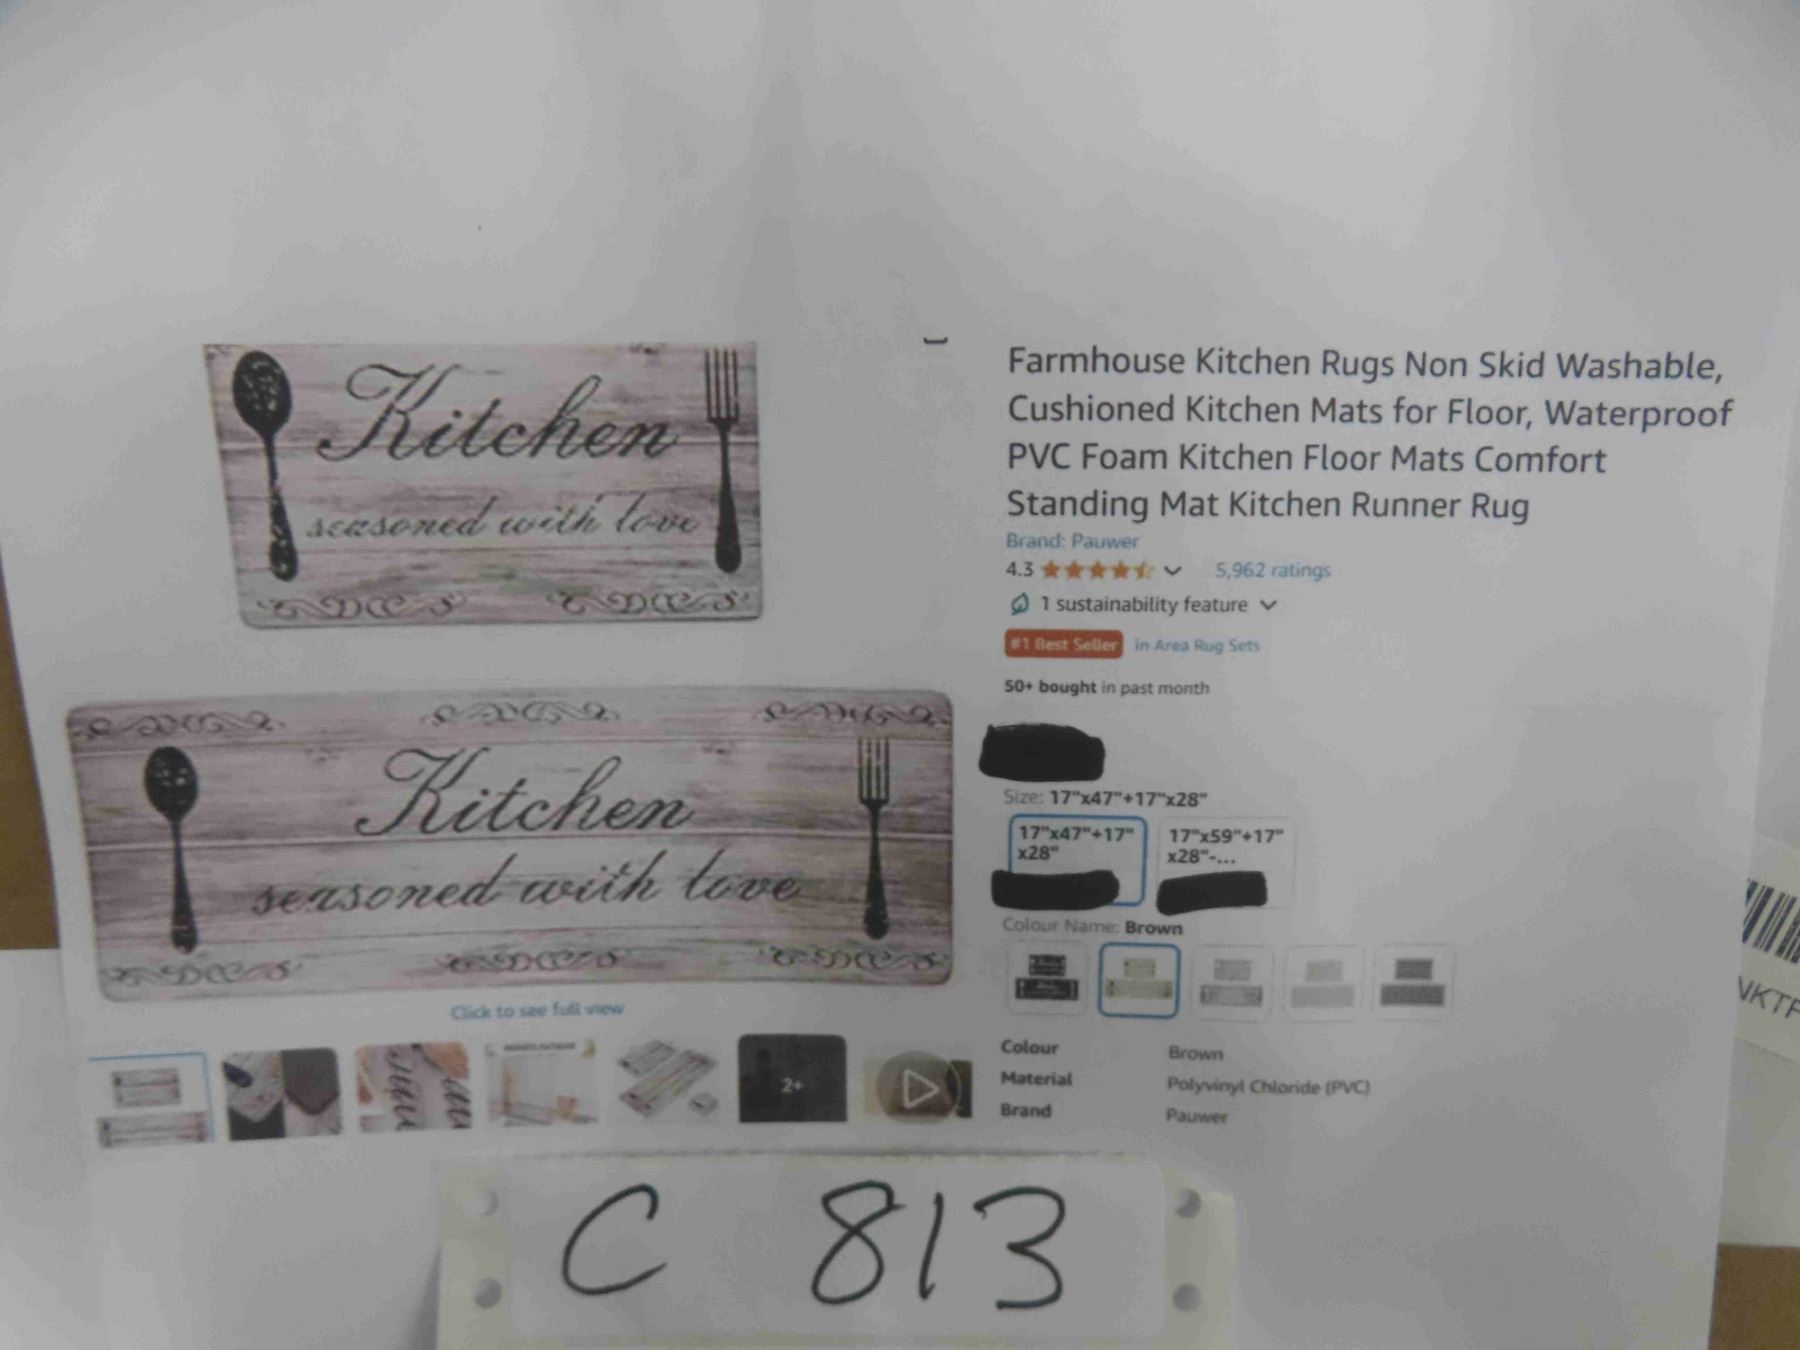 Kitchen
seasoned with love
Kitchen
seasoned with love
Click to see full view
2+
Farmhouse Kitchen Rugs Non Skid Washable,
Cushioned Kitchen Mats for Floor, Waterproof
PVC Foam Kitchen Floor Mats Comfort
Standing Mat Kitchen Runner Rug
Brand: Pauwer
4.3 5,962 ratings
1 sustainability feature
#1 Best Seller in Area Rug Sets
50+ bought in past month
Size: 17"x47"+17"x28"
17"x47"+17" 17"x59"+17"
x28" x28"-...
Colour Name: Brown
Colour Brown
Material Polyvinyl Chloride (PVC)
Brand Pauwer
C 813